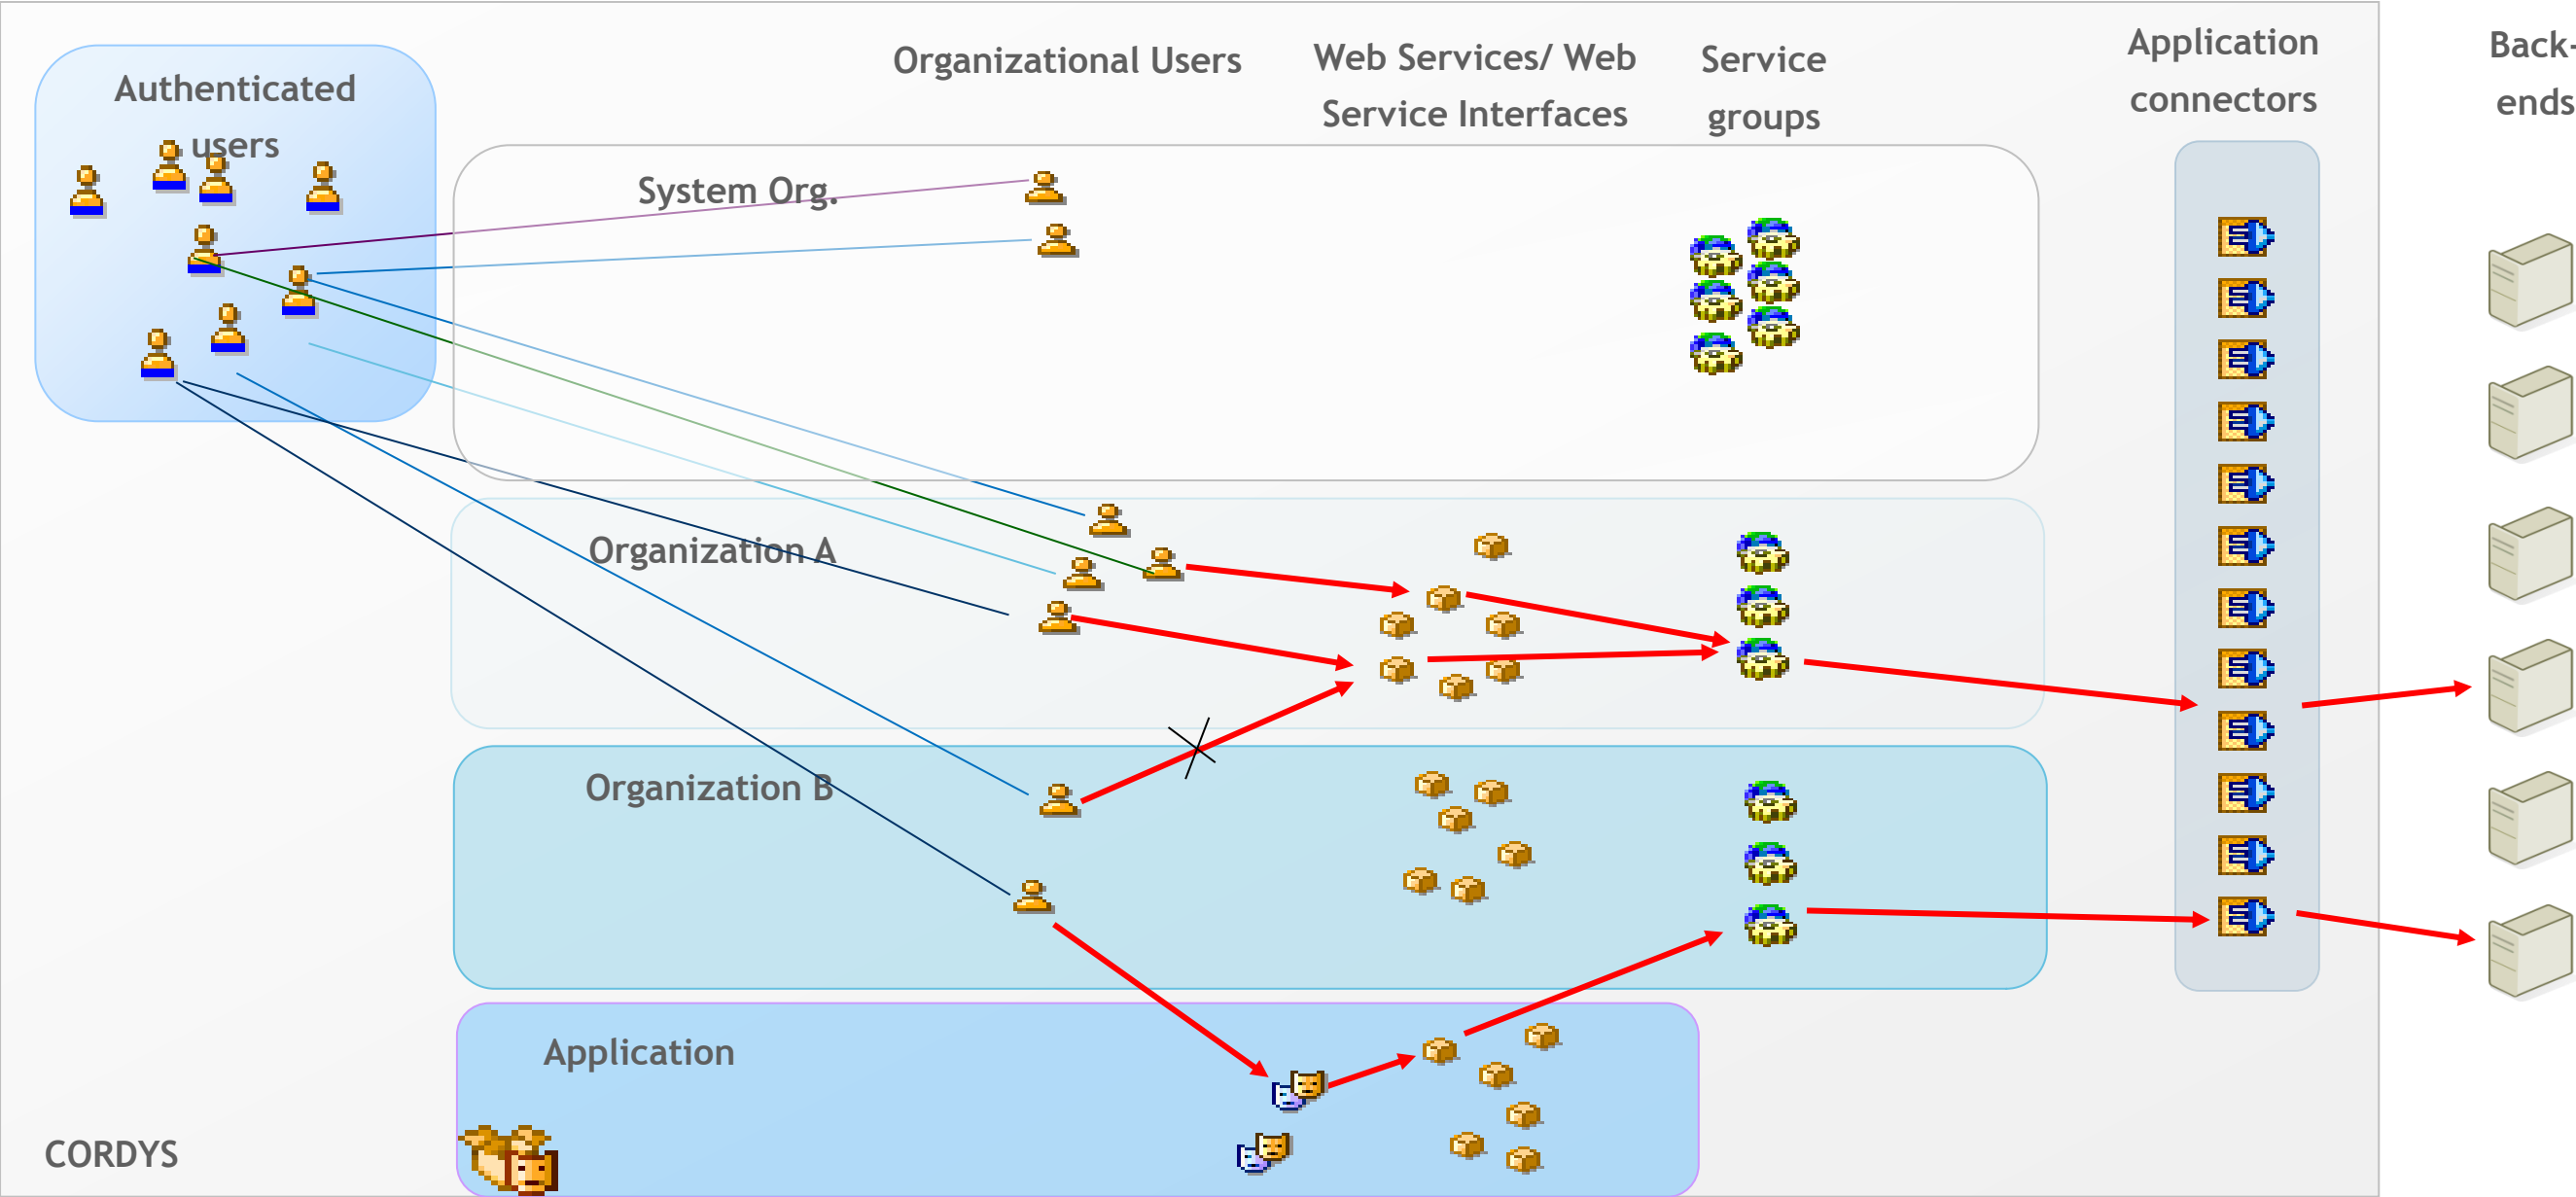 Authenticated
users
Organizational Users
Web Services/ Web
Service Interfaces
Service
groups
Application
connectors
Back-
ends
System Org.
Organization A
Organization B
Application
CORDYS